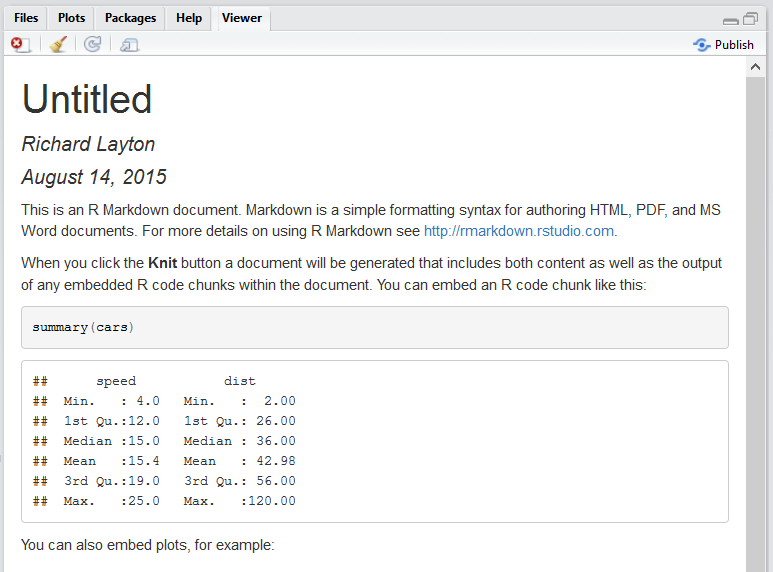 Files Plots Packages Help Viewer
Publish
Untitled
Richard Layton
August 14, 2015
This is an R Markdown document. Markdown is a simple formatting syntax for authoring HTML, PDF, and MS
Word documents. For more details on using R Markdown see http://rmarkdown.rstudio.com.
When you click the Knit button a document will be generated that includes both content as well as the output
of any embedded R code chunks within the document. You can embed an R code chunk like this:
summary(cars)
##      speed           dist
##  Min.   : 4.0   Min.   :  2.00
##  1st Qu.:12.0   1st Qu.: 26.00
##  Median :15.0   Median : 36.00
##  Mean   :15.4   Mean   : 42.98
##  3rd Qu.:19.0   3rd Qu.: 56.00
##  Max.   :25.0   Max.   :120.00
You can also embed plots, for example: